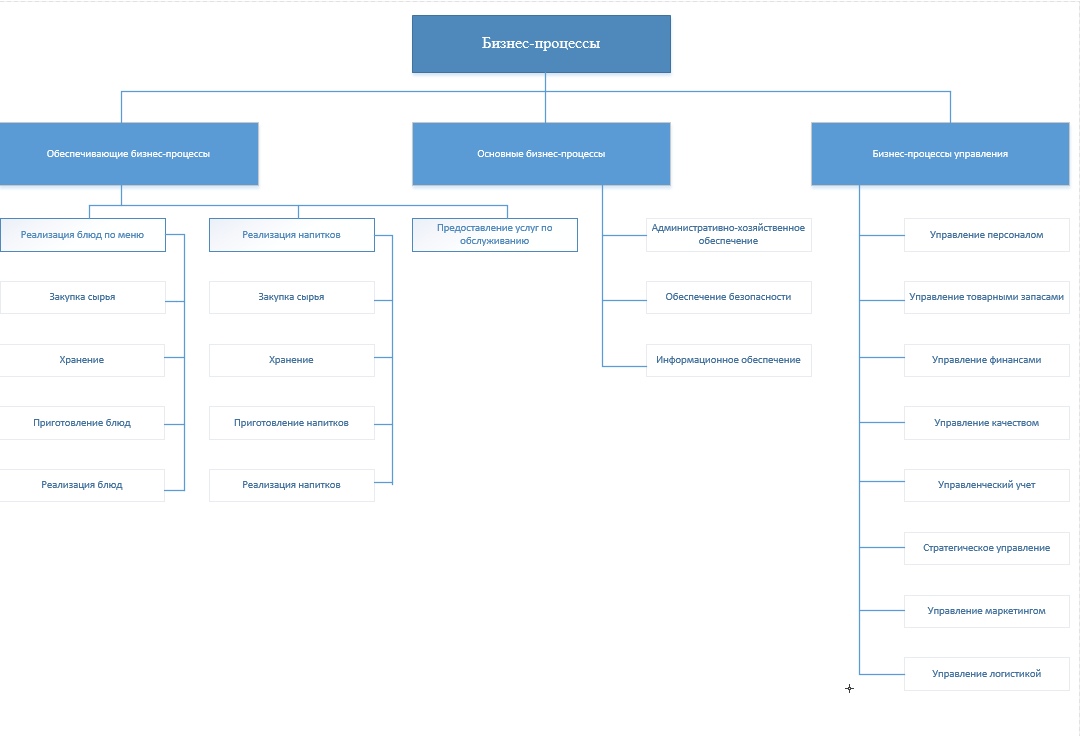 Бизнес-процессы
Обеспечивающие бизнес-процессы
Основные бизнес-процессы
Бизнес-процессы управления
Реализация блюд по меню
Реализация напитков
Предоставление услуг по
обслуживанию
Административно-хозяйственное
обеспечение
Управление персоналом
Закупка сырья
Закупка сырья
Обеспечение безопасности
Управление товарными запасами
Хранение
Хранение
Информационное обеспечение
Управление финансами
Приготовление блюд
Приготовление напитков
Управление качеством
Реализация блюд
Реализация напитков
Управленческий учет
Стратегическое управление
Управление маркетингом
Управление логистикой